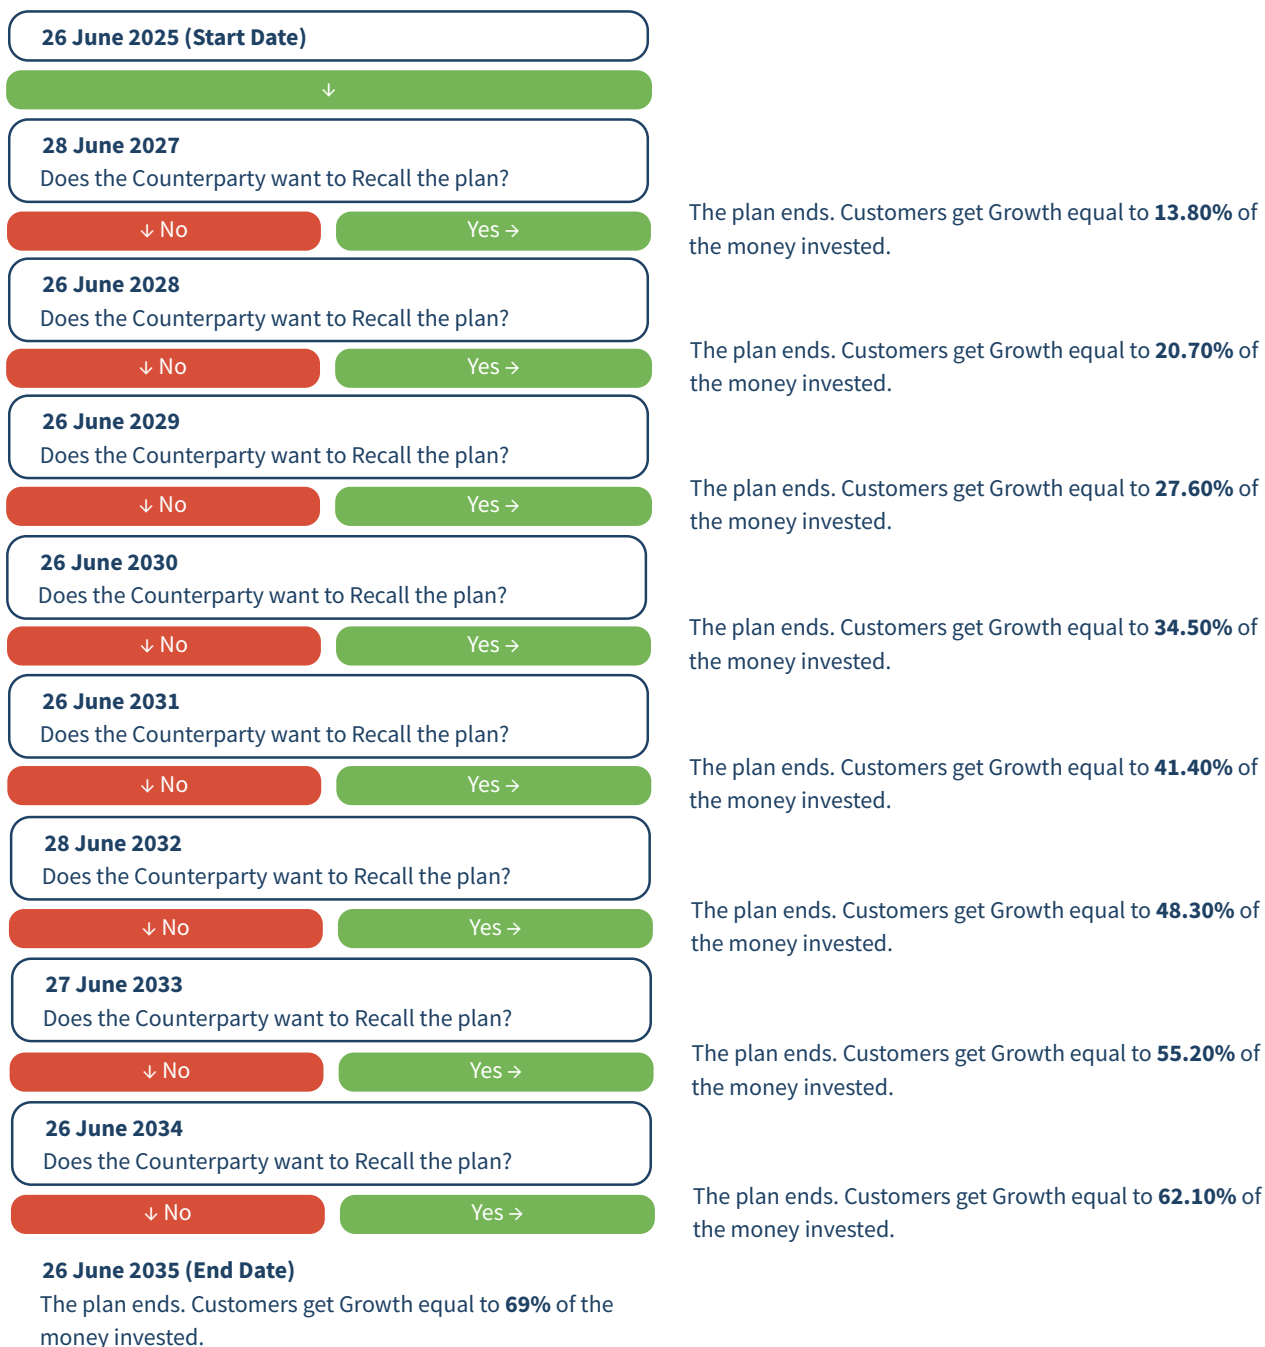 26 June 2025 (Start Date)
↓
28 June 2027
Does the Counterparty want to Recall the plan?
↓ No
Yes →
The plan ends. Customers get Growth equal to 13.80% of
the money invested.
26 June 2028
Does the Counterparty want to Recall the plan?
↓ No
Yes →
The plan ends. Customers get Growth equal to 20.70% of
the money invested.
26 June 2029
Does the Counterparty want to Recall the plan?
↓ No
Yes →
The plan ends. Customers get Growth equal to 27.60% of
the money invested.
26 June 2030
Does the Counterparty want to Recall the plan?
↓ No
Yes →
The plan ends. Customers get Growth equal to 34.50% of
the money invested.
26 June 2031
Does the Counterparty want to Recall the plan?
↓ No
Yes →
The plan ends. Customers get Growth equal to 41.40% of
the money invested.
28 June 2032
Does the Counterparty want to Recall the plan?
↓ No
Yes →
The plan ends. Customers get Growth equal to 48.30% of
the money invested.
27 June 2033
Does the Counterparty want to Recall the plan?
↓ No
Yes →
The plan ends. Customers get Growth equal to 55.20% of
the money invested.
26 June 2034
Does the Counterparty want to Recall the plan?
↓ No
Yes →
The plan ends. Customers get Growth equal to 62.10% of
the money invested.
26 June 2035 (End Date)
The plan ends. Customers get Growth equal to 69% of the
money invested.